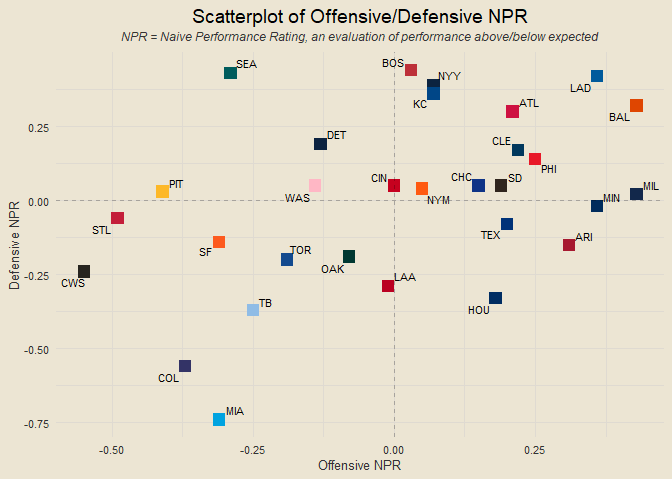 Scatterplot of Offensive/Defensive NPR
NPR = Naive Performance Rating, an evaluation of performance above/below expected
SEA
BOS
NYY
LAD
KC
ATL
BAL
0.25
DET
CLE
PHI
PIT
WAS
CIN
NYM
CHC
SD
MIL
MIN
0.00
STL
SF
TOR
OAK
TEX
ARI
Defensive NPR
-0.25
CWS
LAA
TB
HOU
-0.50
COL
MIA
-0.75
-0.50
-0.25
0.00
0.25
Offensive NPR